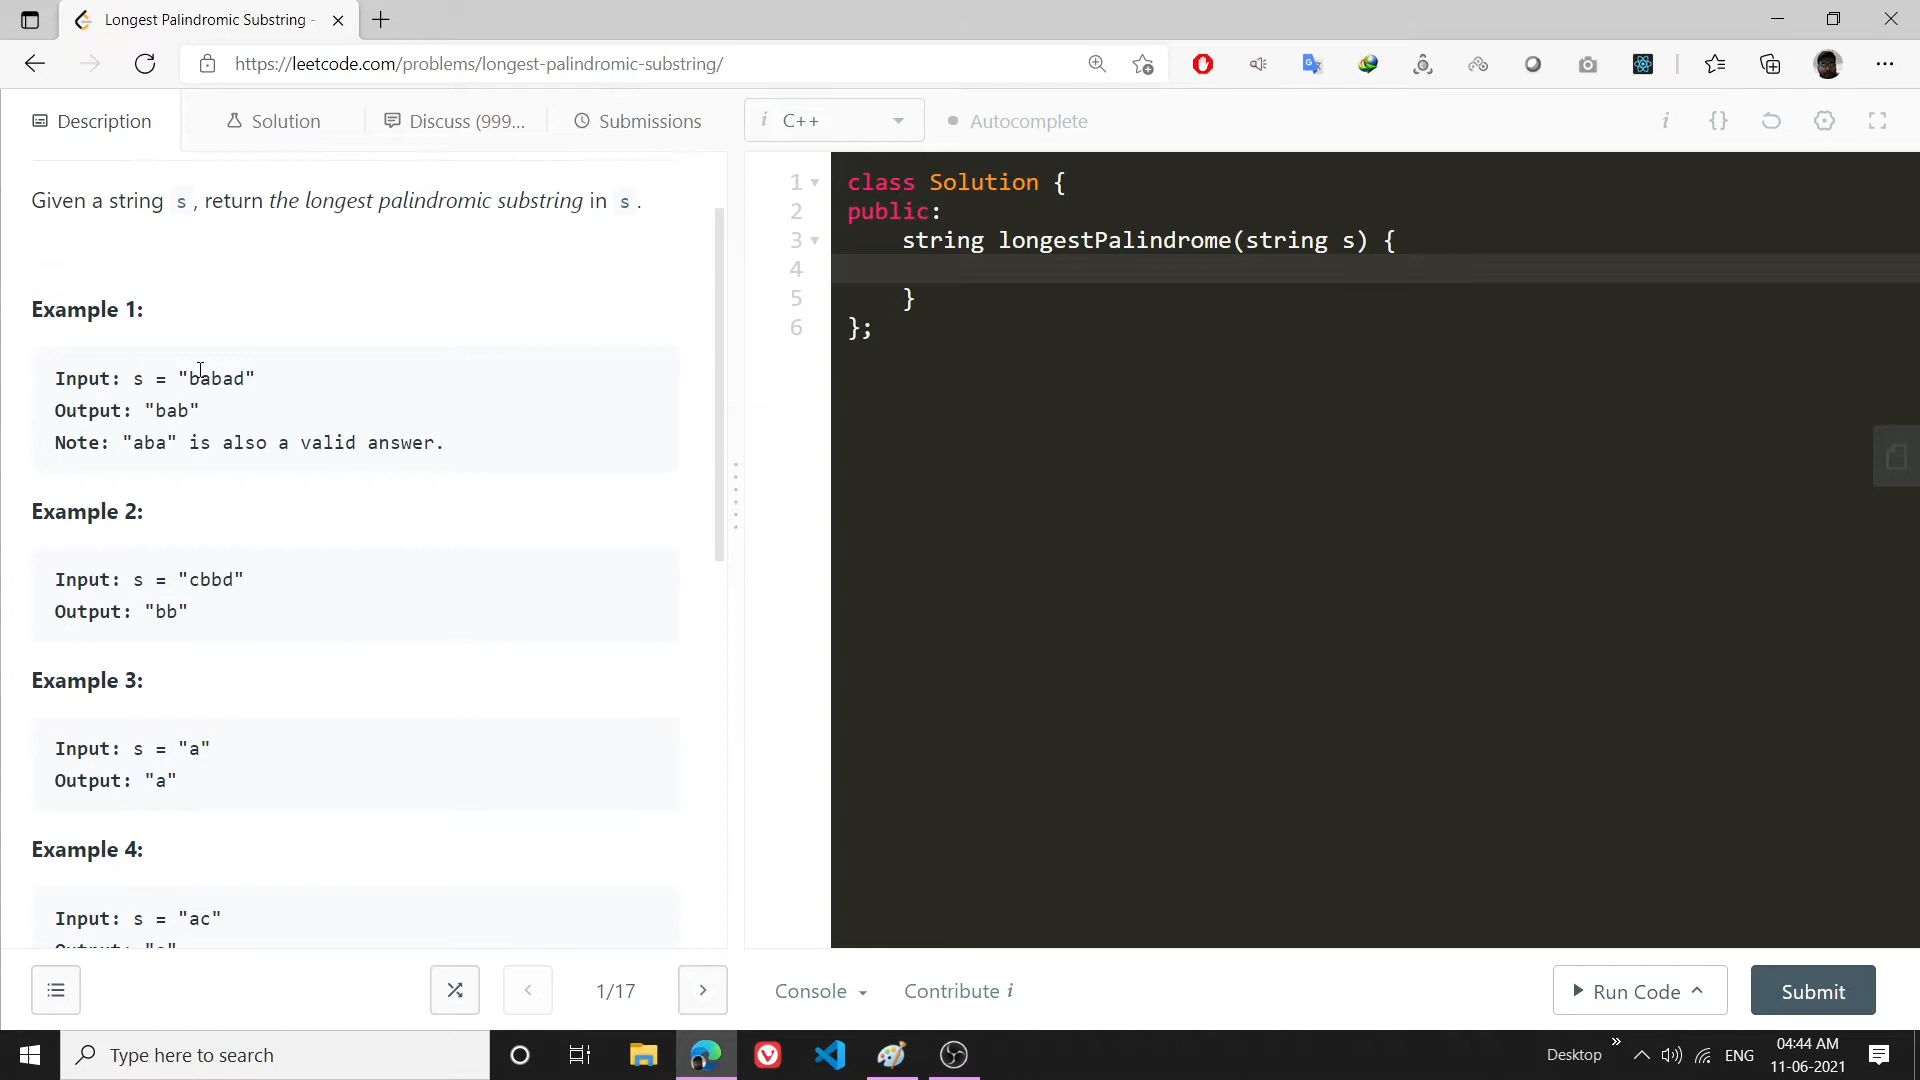 Longest Palindromic Substring -
https://leetcode.com/problems/longest-palindromic-substring/
Description
Solution
Discuss (999...
Submissions
i C++
Autocomplete
i {}
Given a string s, return the longest palindromic substring in s.
Example 1:
Input: s = "babad"
Output: "bab"
Note: "aba" is also a valid answer.
Example 2:
Input: s = "cbbd"
Output: "bb"
Example 3:
Input: s = "a"
Output: "a"
Example 4:
Input: s = "ac"
1 class Solution {
2 public:
3 string longestPalindrome(string s) {
4
5 }
6 };
1/17
Console
Contribute i
Run Code
Submit
Type here to search
Desktop
ENG
04:44 AM
11-06-2021